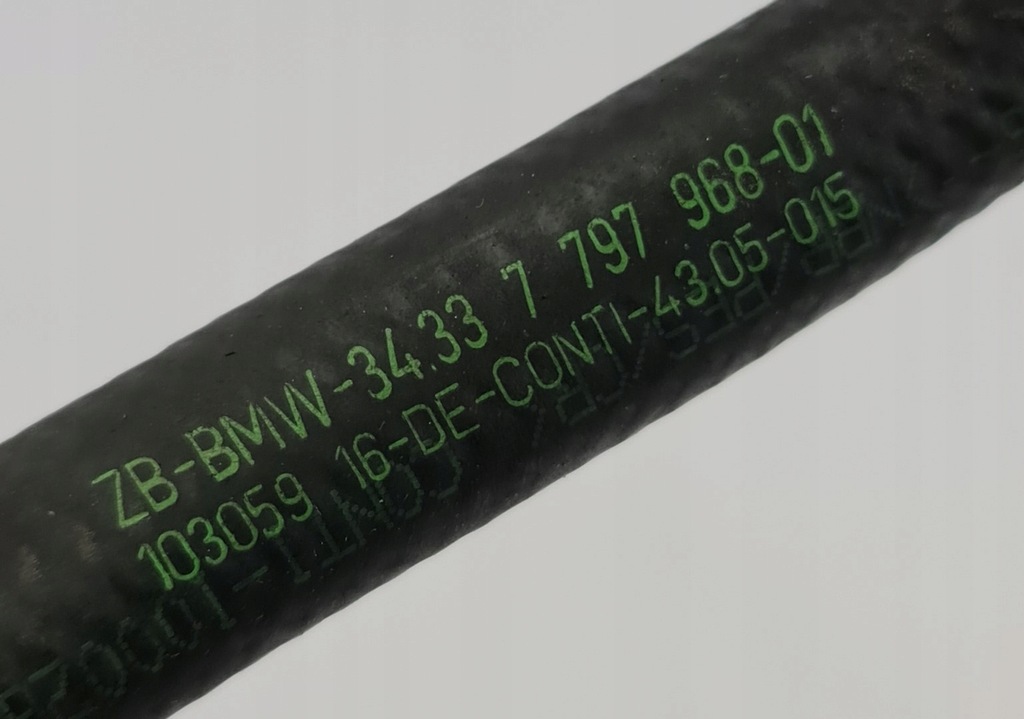 ZB-BMW-34.33 7 797 968-01
103059 16-DE-CONTI-43.05-015